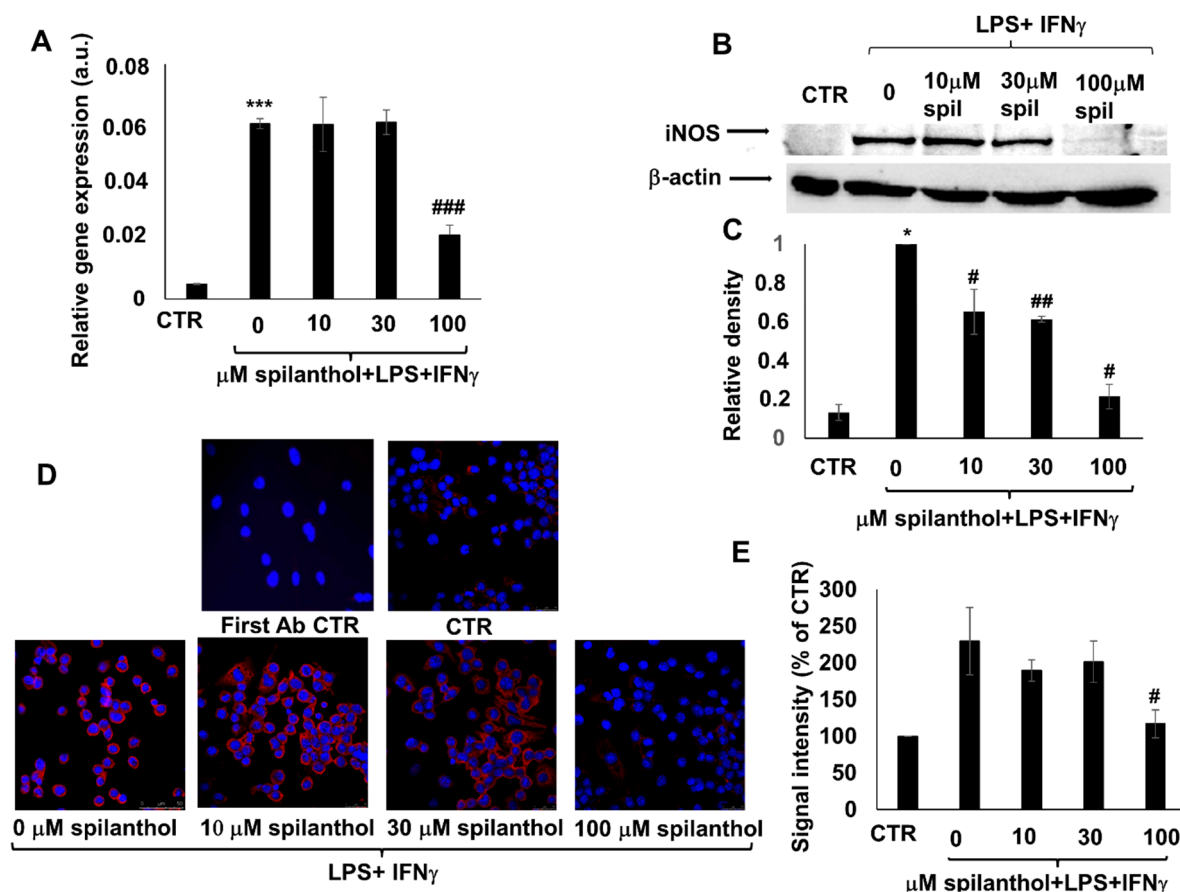 A
Relative gene expression (a.u.)
0.08
0.06
0.04
0.02
0
***
###
CTR
0 10 30 100
μM spilanthol+LPS+IFNγ
B
LPS+ IFNγ
CTR 0 10μM spil 30μM spil 100μM spil
iNOS
β-actin
C
Relative density
1
0.8
0.6
0.4
0.2
0
*
#
##
#
CTR 0 10 30 100
μM spilanthol+LPS+IFNγ
D
First Ab CTR CTR
0 μM spilanthol 10 μM spilanthol 30 μM spilanthol 100 μM spilanthol
LPS+ IFNγ
E
Signal intensity (% of CTR)
300
250
200
150
100
50
0
#
CTR 0 10 30 100
μM spilanthol+LPS+IFNγ